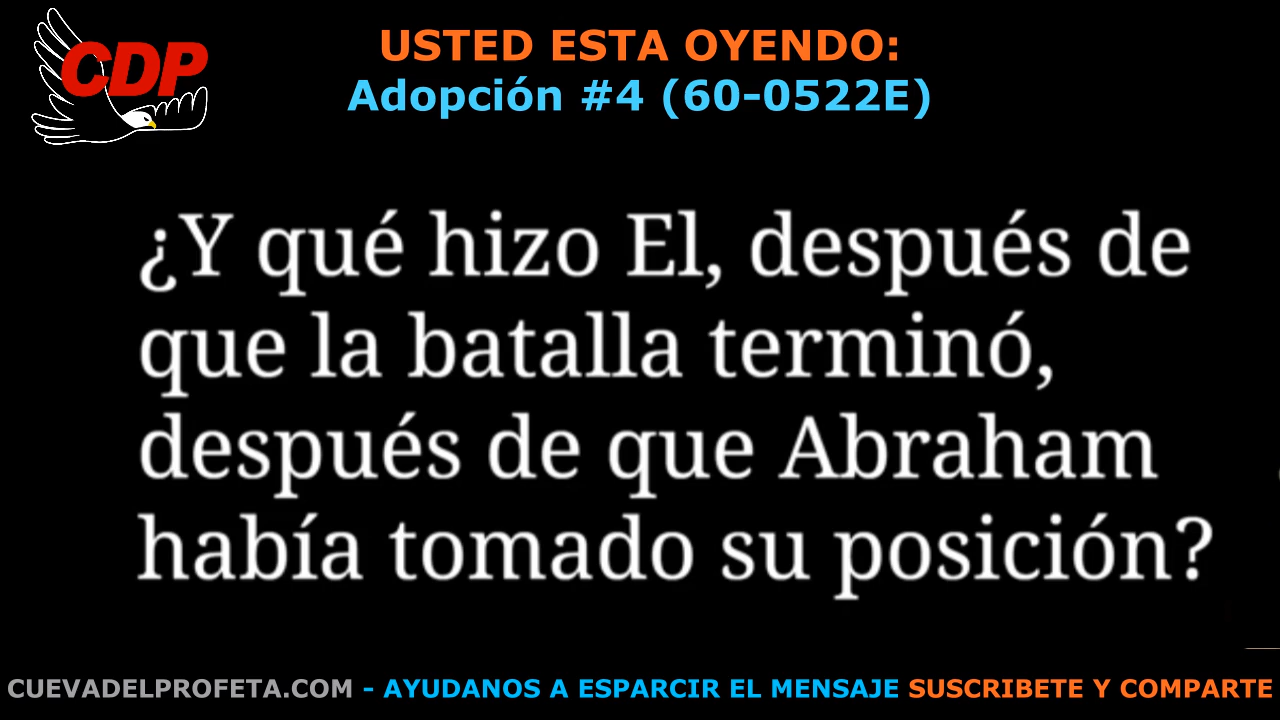 CDP
USTED ESTA OYENDO:
Adopción #4 (60-0522E)
¿Y qué hizo El, después de
que la batalla terminó,
después de que Abraham
había tomado su posición?
CUEVADELPROFETA.COM - AYUDANOS A ESPARCIR EL MENSAJE SUSCRIBETE Y COMPARTE